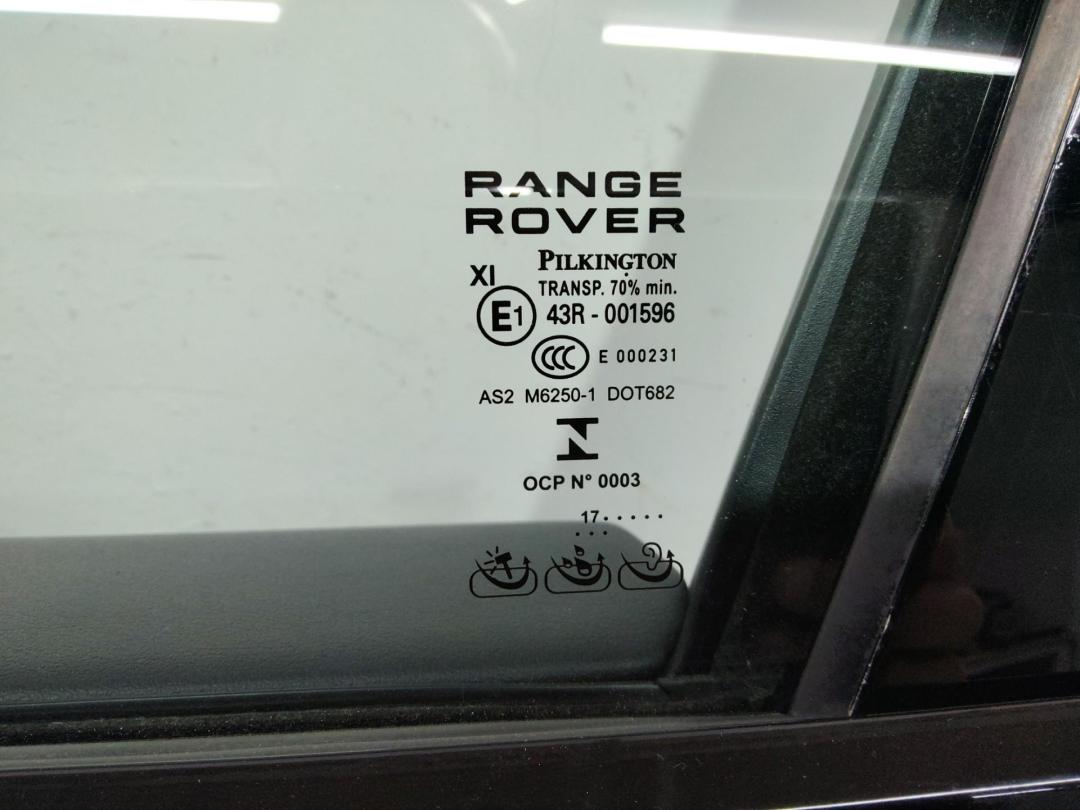 RANGE
ROVER
PILKINGTON
XI
TRANSP. 70% min.
E1 43R - 001596
CCC E 000231
AS2 M6250-1 DOT682
OCP N° 0003
17.....
...